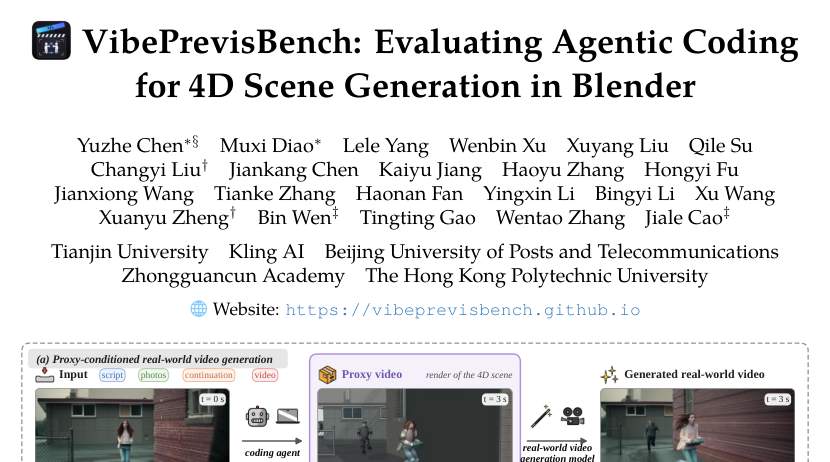 VibePrevisBench: Evaluating Agentic Coding
for 4D Scene Generation in Blender
Yuzhe Chen*§ Muxi Diao* Lele Yang Wenbin Xu Xuyang Liu Qile Su
Changyi Liu† Jiankang Chen Kaiyu Jiang Haoyu Zhang Hongyi Fu
Jianxiong Wang Tianke Zhang Haonan Fan Yingxin Li Bingyi Li Xu Wang
Xuanyu Zheng† Bin Wen‡ Tingting Gao Wentao Zhang Jiale Cao‡
Tianjin University Kling AI Beijing University of Posts and Telecommunications
Zhongguancun Academy The Hong Kong Polytechnic University
Website: https://vibeprevisbench.github.io
(a) Proxy-conditioned real-world video generation
Input script photos continuation video
Proxy video render of the 4D scene
Generated real-world video
t = 0 s
t = 3 s
t = 3 s
coding agent
real-world video
generation model